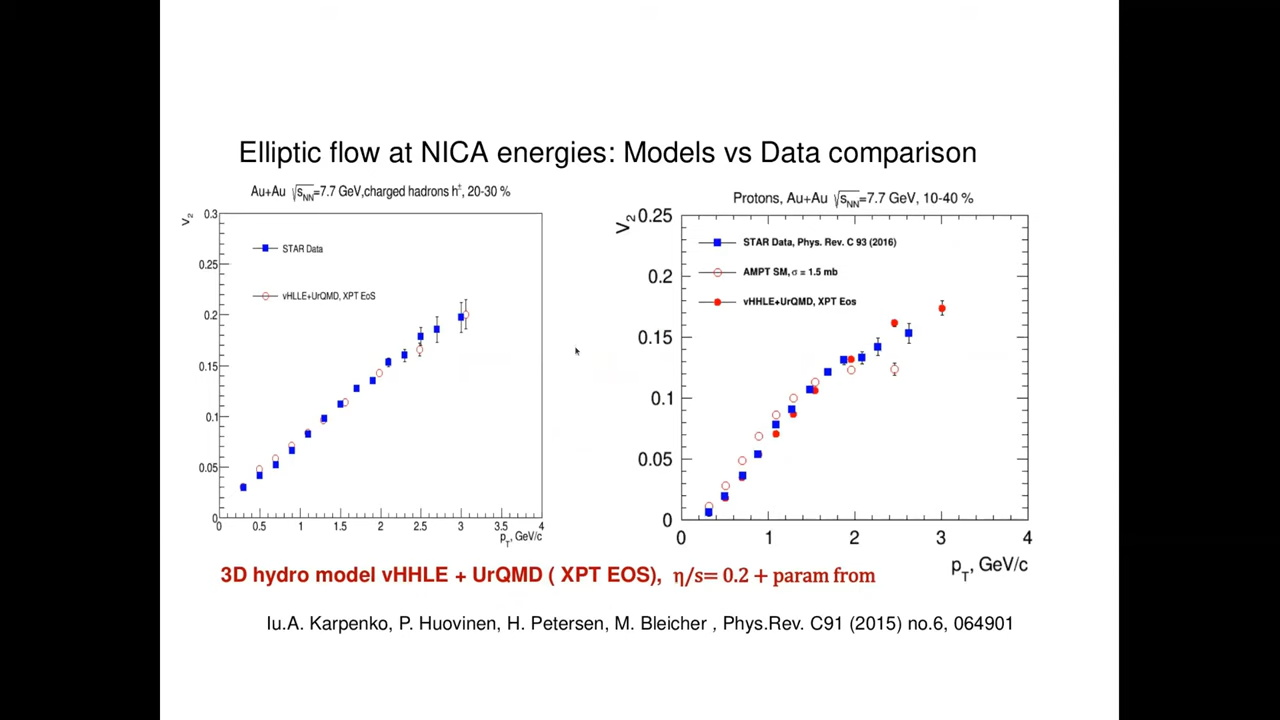 Elliptic flow at NICA energies: Models vs Data comparison
Au+Au √sNN=7.7 GeV,charged hadrons h±, 20-30 %
v2
0.3
0.25
0.2
0.15
0.1
0.05
0
STAR Data
vHLLE+UrQMD, XPT EoS
0 0.5 1 1.5 2 2.5 3 3.5 4
pT, GeV/c
Protons, Au+Au √sNN=7.7 GeV, 10-40 %
v2
0.25
0.2
0.15
0.1
0.05
0
STAR Data, Phys. Rev. C 93 (2016)
AMPT SM, σ = 1.5 mb
vHHLE+UrQMD, XPT Eos
0 1 2 3 4
pT, GeV/c
3D hydro model vHHLE + UrQMD ( XPT EOS), η/s= 0.2 + param from
Iu.A. Karpenko, P. Huovinen, H. Petersen, M. Bleicher , Phys.Rev. C91 (2015) no.6, 064901